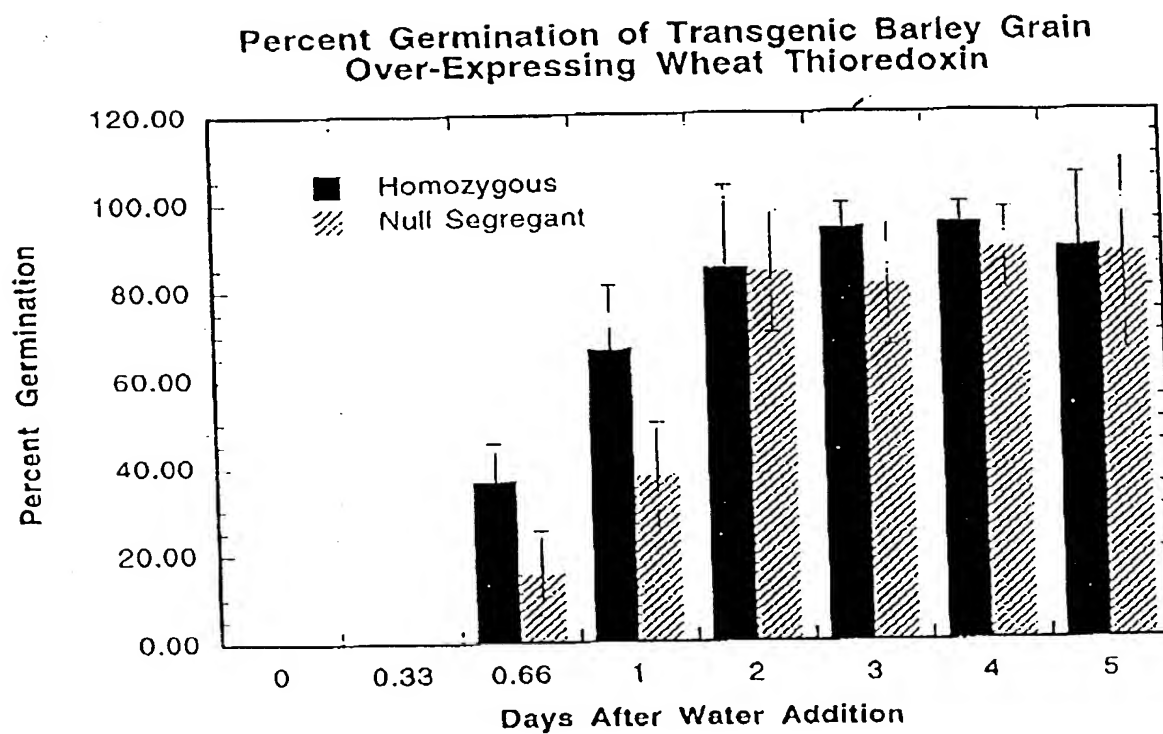 Percent Germination of Transgenic Barley Grain
Over-Expressing Wheat Thioredoxin
120.00
100.00
80.00
60.00
40.00
20.00
0.00
Percent Germination
Homozygous
Null Segregant
0 0.33 0.66 1 2 3 4 5
Days After Water Addition